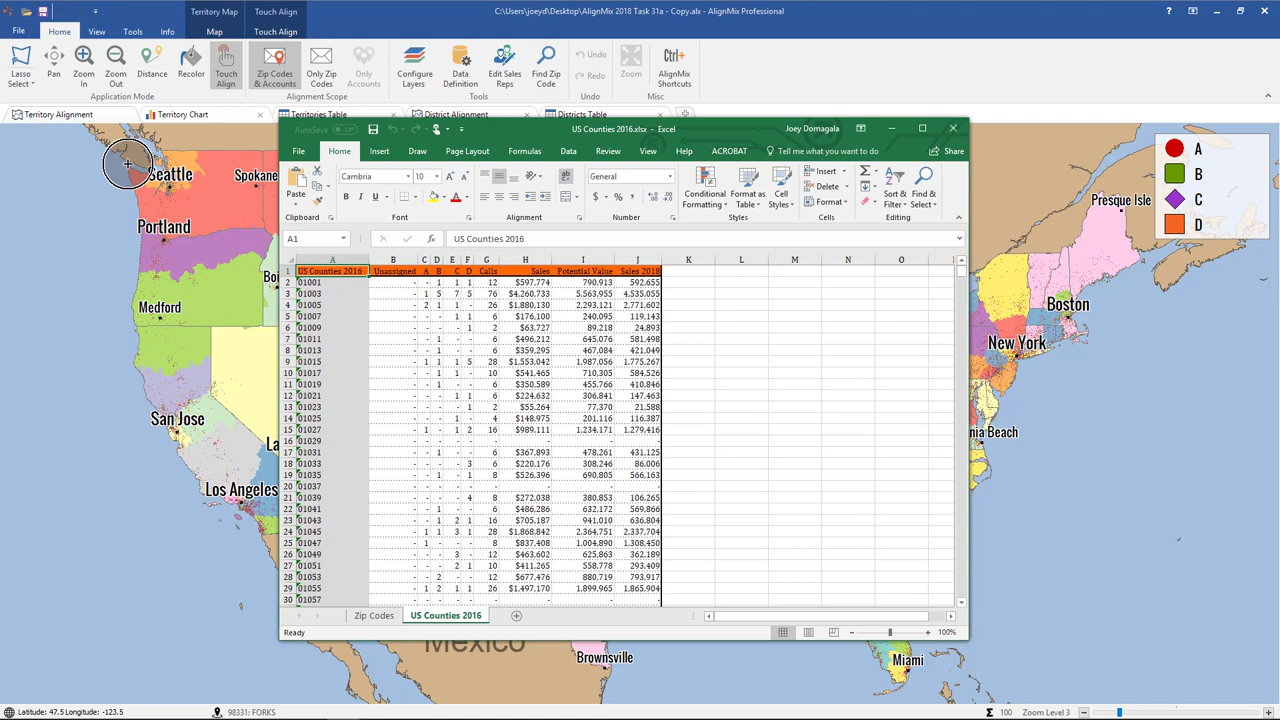 Territory Map Touch Align C:\Users\joeyd\Desktop\AlignMix 2018 Task 31a - Copy.alx - AlignMix Professional
File Home View Tools Info Map Touch Align
Lasso Select Pan Zoom In Zoom Out Distance Recolor Touch Align Zip Codes & Accounts Only Zip Codes Only Accounts Configure Layers Data Definition Edit Sales Reps Find Zip Code Undo Redo Zoom Ctrl+ AlignMix Shortcuts
Application Mode Alignment Scope Tools Undo Misc
Territory Alignment Territory Chart Territories Table District Alignment Districts Table
AutoSave Off US Counties 2016.xlsx - Excel Joey Domagala
File Home Insert Draw Page Layout Formulas Data Review View Help ACROBAT Tell me what you want to do Share
Paste Cambria 10 General Conditional Formatting Format as Table Cell Styles Insert Delete Format Sort & Filter Find & Select
B I U $ % ,
Clipboard Font Alignment Number Styles Cells Editing
A1 fx US Counties 2016
A B C D E F G H I J K L M N O
1 US Counties 2016 Unassigned A B C D Calls Sales Potential Value Sales 2018
2 01001 - - 1 1 1 12 $597,774 790,913 592,655
3 01003 - 1 5 7 5 76 $4,260,733 5,563,955 4,535,055
4 01005 - 2 1 1 - 26 $1,880,130 2,293,121 2,771,602
5 01007 - - - 1 1 6 $176,100 240,095 119,143
6 01009 - - - - 1 2 $63,727 89,218 24,893
7 01011 - - 1 - - 6 $496,212 645,076 581,498
8 01013 - - 1 - - 6 $359,295 467,084 421,049
9 01015 - 1 1 1 5 28 $1,553,042 1,987,056 1,775,267
10 01017 - - 1 - 1 10 $541,465 710,305 584,526
11 01019 - - 1 - - 6 $350,589 455,766 410,846
12 01021 - - - 1 1 6 $224,632 306,841 147,463
13 01023 - - - - 1 2 $55,264 77,370 21,588
14 01025 - - - 1 - 4 $148,975 201,116 116,387
15 01027 - 1 - 1 2 16 $989,111 1,234,171 1,279,416
16 01029 - - - - - - - - -
17 01031 - - 1 - - 6 $367,893 478,261 431,125
18 01033 - - - - 3 6 $220,176 308,246 86,006
19 01035 - - 1 - 1 8 $526,396 690,805 566,163
20 01037 - - - - - - - - -
21 01039 - - - - 4 8 $272,038 380,853 106,265
22 01041 - - 1 - - 6 $486,286 632,172 569,866
23 01043 - - 1 2 1 16 $705,187 941,010 636,804
24 01045 - 1 1 3 1 28 $1,868,842 2,364,751 2,337,704
25 01047 - 1 - - - 8 $837,408 1,004,890 1,308,450
26 01049 - - - 3 - 12 $463,602 625,863 362,189
27 01051 - - - 2 1 10 $411,265 558,778 293,409
28 01053 - - 2 - - 12 $677,476 880,719 793,917
29 01055 - 1 2 1 1 26 $1,497,170 1,899,965 1,865,904
30 01057 - - - - - - - - -
Zip Codes US Counties 2016
Ready 100%
Seattle
Spokane
Portland
Medford
San Jose
Los Angeles
Presque Isle
Boston
New York
Mexico
Brownsville
Miami
A
B
C
D
Latitude: 47.5 Longitude: -123.5 98331: FORKS Σ 100 Zoom Level 3